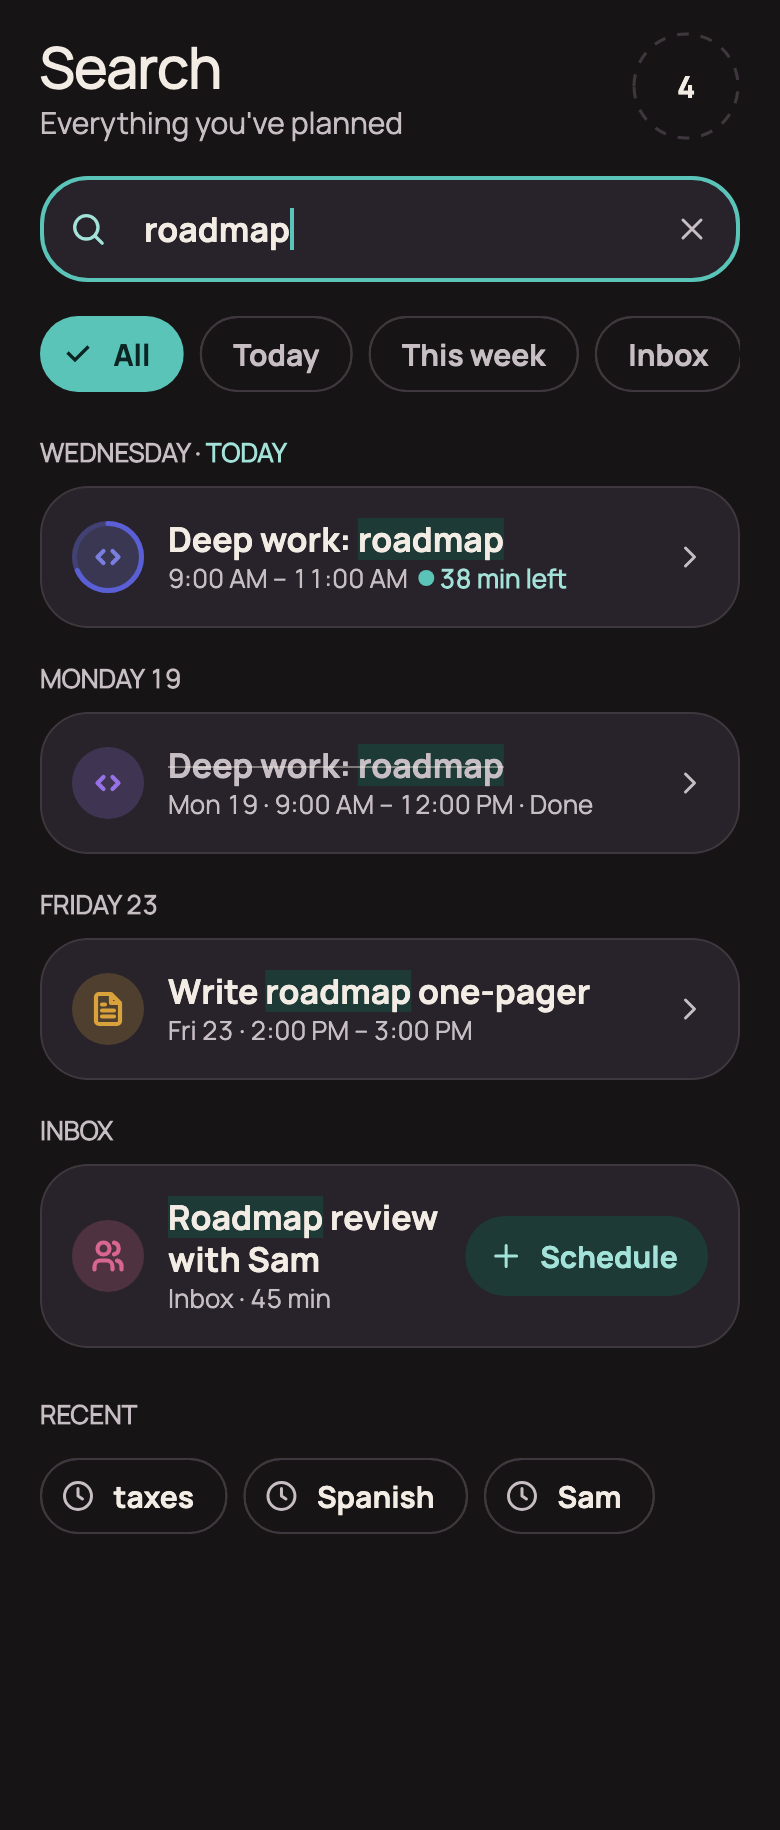 Search
4
Everything you've planned
roadmap
All
Today
This week
Inbox
WEDNESDAY · TODAY
Deep work: roadmap
9:00 AM – 11:00 AM
38 min left
MONDAY 19
Deep work: roadmap
Mon 19 · 9:00 AM – 12:00 PM · Done
FRIDAY 23
Write roadmap one-pager
Fri 23 · 2:00 PM – 3:00 PM
INBOX
Roadmap review
with Sam
Inbox · 45 min
Schedule
RECENT
taxes
Spanish
Sam